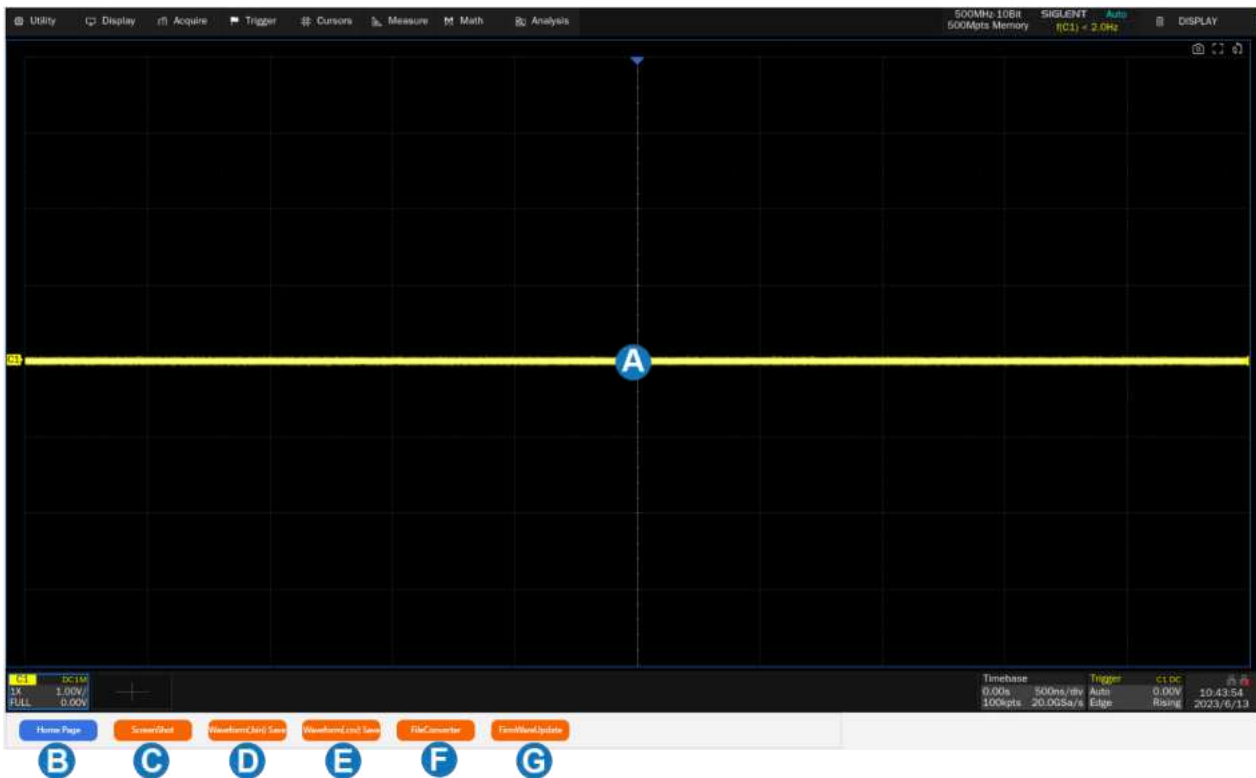 Utility Display Acquire Trigger Cursors Measure Math Analysis
500MHz 10Bit SIGLENT Auto
500Mpts Memory f(C1) < 2.0Hz
DISPLAY
C1
A
C1 DC1M
1X 1.00V/
FULL 0.00V
Timebase
0.00s 500ns/div
100kpts 20.0GSa/s
Trigger C1 DC
Auto 0.00V
Edge Rising
10:43:54
2023/6/13
Home Page ScreenShot Waveform(.bin) Save Waveform(.csv) Save FileConverter FirmWareUpdate
B C D E F G